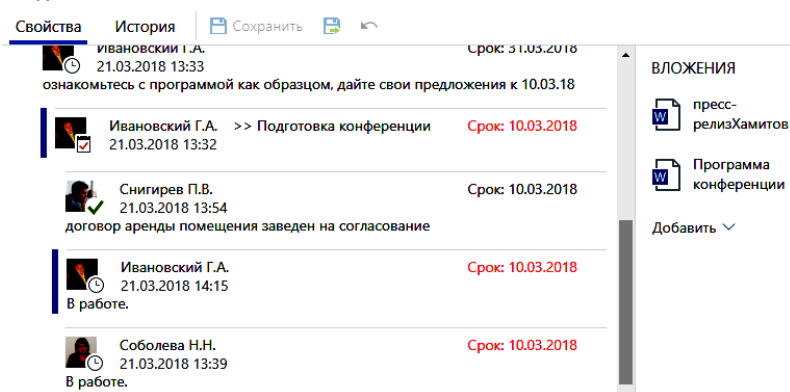 Свойства История Сохранить
Ивановский Г.А. Срок: 31.03.2018
21.03.2018 13:33
ознакомьтесь с программой как образцом, дайте свои предложения к 10.03.18
Ивановский Г.А. >> Подготовка конференции Срок: 10.03.2018
21.03.2018 13:32
Снигирев П.В. Срок: 10.03.2018
21.03.2018 13:54
договор аренды помещения заведен на согласование
Ивановский Г.А. Срок: 10.03.2018
21.03.2018 14:15
В работе.
Соболева Н.Н. Срок: 10.03.2018
21.03.2018 13:39
В работе.
ВЛОЖЕНИЯ
пресс-
релизХамитов
Программа
конференции
Добавить